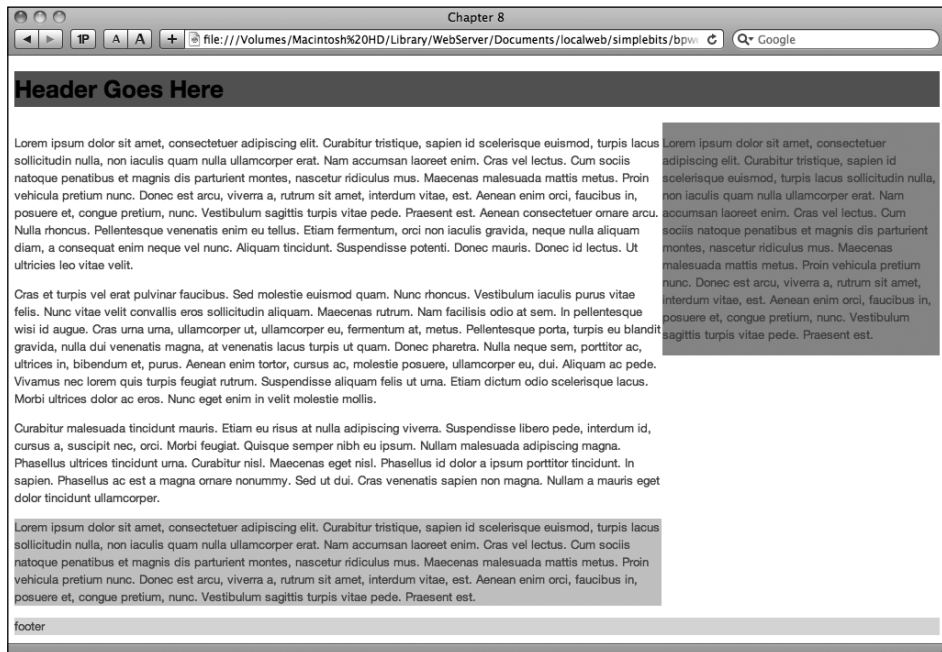 Chapter 8
1P
A A
+ file:///Volumes/Macintosh%20HD/Library/WebServer/Documents/localweb/simplebits/bpw
Google
Header Goes Here
Lorem ipsum dolor sit amet, consectetuer adipiscing elit. Curabitur tristique, sapien id scelerisque euismod, turpis lacus
sollicitudin nulla, non iaculis quam nulla ullamcorper erat. Nam accumsan laoreet enim. Cras vel lectus. Cum sociis
natoque penatibus et magnis dis parturient montes, nascetur ridiculus mus. Maecenas malesuada mattis metus. Proin
vehicula pretium nunc. Donec est arcu, viverra a, rutrum sit amet, interdum vitae, est. Aenean enim orci, faucibus in,
posuere et, congue pretium, nunc. Vestibulum sagittis turpis vitae pede. Praesent est. Aenean consectetuer ornare arcu.
Nulla rhoncus. Pellentesque venenatis enim eu tellus. Etiam fermentum, orci non iaculis gravida, neque nulla aliquam
diam, a consequat enim neque vel nunc. Aliquam tincidunt. Suspendisse potenti. Donec mauris. Donec id lectus. Ut
ultricies leo vitae velit.
Cras et turpis vel erat pulvinar faucibus. Sed molestie euismod quam. Nunc rhoncus. Vestibulum iaculis purus vitae
felis. Nunc vitae velit convallis eros sollicitudin aliquam. Maecenas rutrum. Nam facilisis odio at sem. In pellentesque
wisi id augue. Cras urna urna, ullamcorper ut, ullamcorper eu, fermentum at, metus. Pellentesque porta, turpis eu blandit
gravida, nulla dui venenatis magna, at venenatis lacus turpis ut quam. Donec pharetra. Nulla neque sem, porttitor ac,
ultrices in, bibendum et, purus. Aenean enim tortor, cursus ac, molestie posuere, ullamcorper eu, dui. Aliquam ac pede.
Vivamus nec lorem quis turpis feugiat rutrum. Suspendisse aliquam felis ut urna. Etiam dictum odio scelerisque lacus.
Morbi ultrices dolor ac eros. Nunc eget enim in velit molestie mollis.
Curabitur malesuada tincidunt mauris. Etiam eu risus at nulla adipiscing viverra. Suspendisse libero pede, interdum id,
cursus a, suscipit nec, orci. Morbi feugiat. Quisque semper nibh eu ipsum. Nullam malesuada adipiscing magna.
Phasellus ultrices tincidunt urna. Curabitur nisl. Maecenas eget nisl. Phasellus id dolor a ipsum porttitor tincidunt. In
sapien. Phasellus ac est a magna ornare nonummy. Sed ut dui. Cras venenatis sapien non magna. Nullam a mauris eget
dolor tincidunt ullamcorper.
Lorem ipsum dolor sit amet, consectetuer adipiscing elit. Curabitur tristique, sapien id scelerisque euismod, turpis lacus
sollicitudin nulla, non iaculis quam nulla ullamcorper erat. Nam accumsan laoreet enim. Cras vel lectus. Cum sociis
natoque penatibus et magnis dis parturient montes, nascetur ridiculus mus. Maecenas malesuada mattis metus. Proin
vehicula pretium nunc. Donec est arcu, viverra a, rutrum sit amet, interdum vitae, est. Aenean enim orci, faucibus in,
posuere et, congue pretium, nunc. Vestibulum sagittis turpis vitae pede. Praesent est.
Lorem ipsum dolor sit amet, consectetuer
adipiscing elit. Curabitur tristique, sapien id
scelerisque euismod, turpis lacus sollicitudin nulla,
non iaculis quam nulla ullamcorper erat. Nam
accumsan laoreet enim. Cras vel lectus. Cum
sociis natoque penatibus et magnis dis parturient
montes, nascetur ridiculus mus. Maecenas
malesuada mattis metus. Proin vehicula pretium
nunc. Donec est arcu, viverra a, rutrum sit amet,
interdum vitae, est. Aenean enim orci, faucibus in,
posuere et, congue pretium, nunc. Vestibulum
sagittis turpis vitae pede. Praesent est.
footer